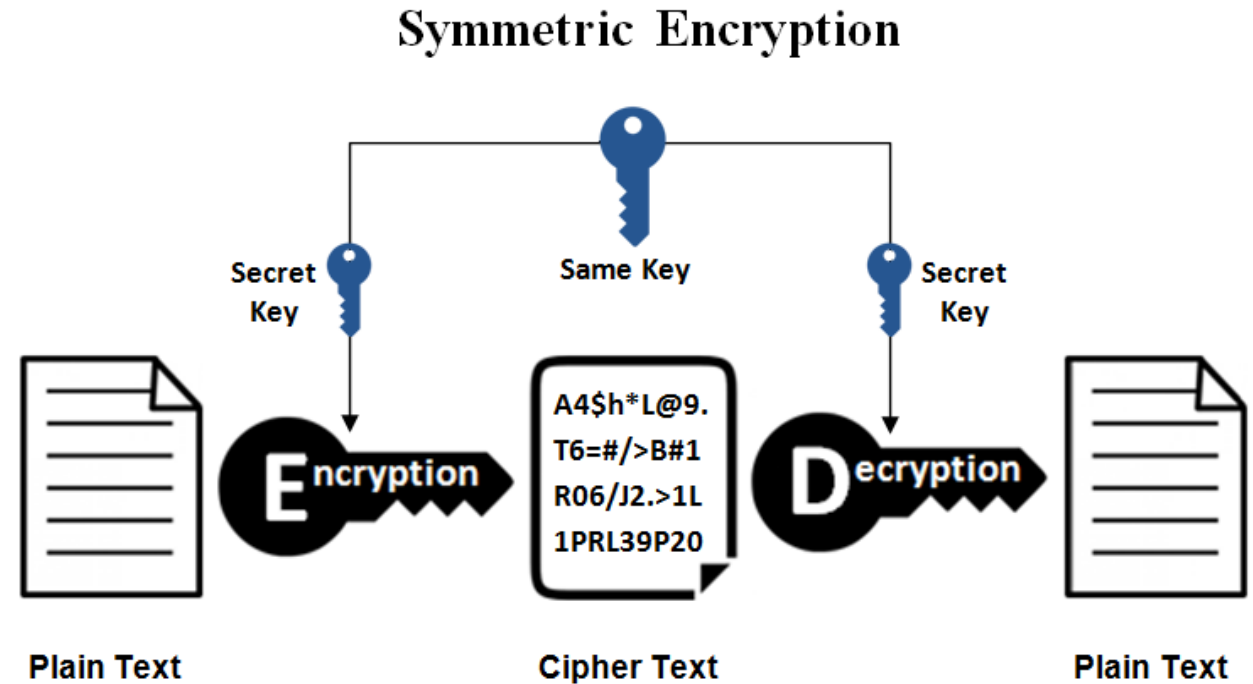 Symmetric Encryption
Same Key
Secret
Key
Secret
Key
Encryption
A4$h*L@9.
T6=#/>B#1
R06/J2.>1L
1PRL39P20
Decryption
Plain Text
Cipher Text
Plain Text